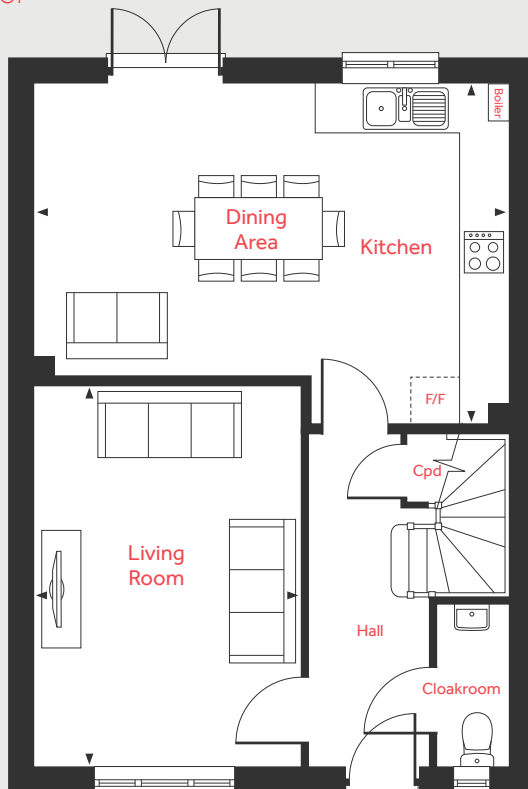 Boiler
Dining
Area
Kitchen
F/F
Cpd
Living
Room
Hall
Cloakroom